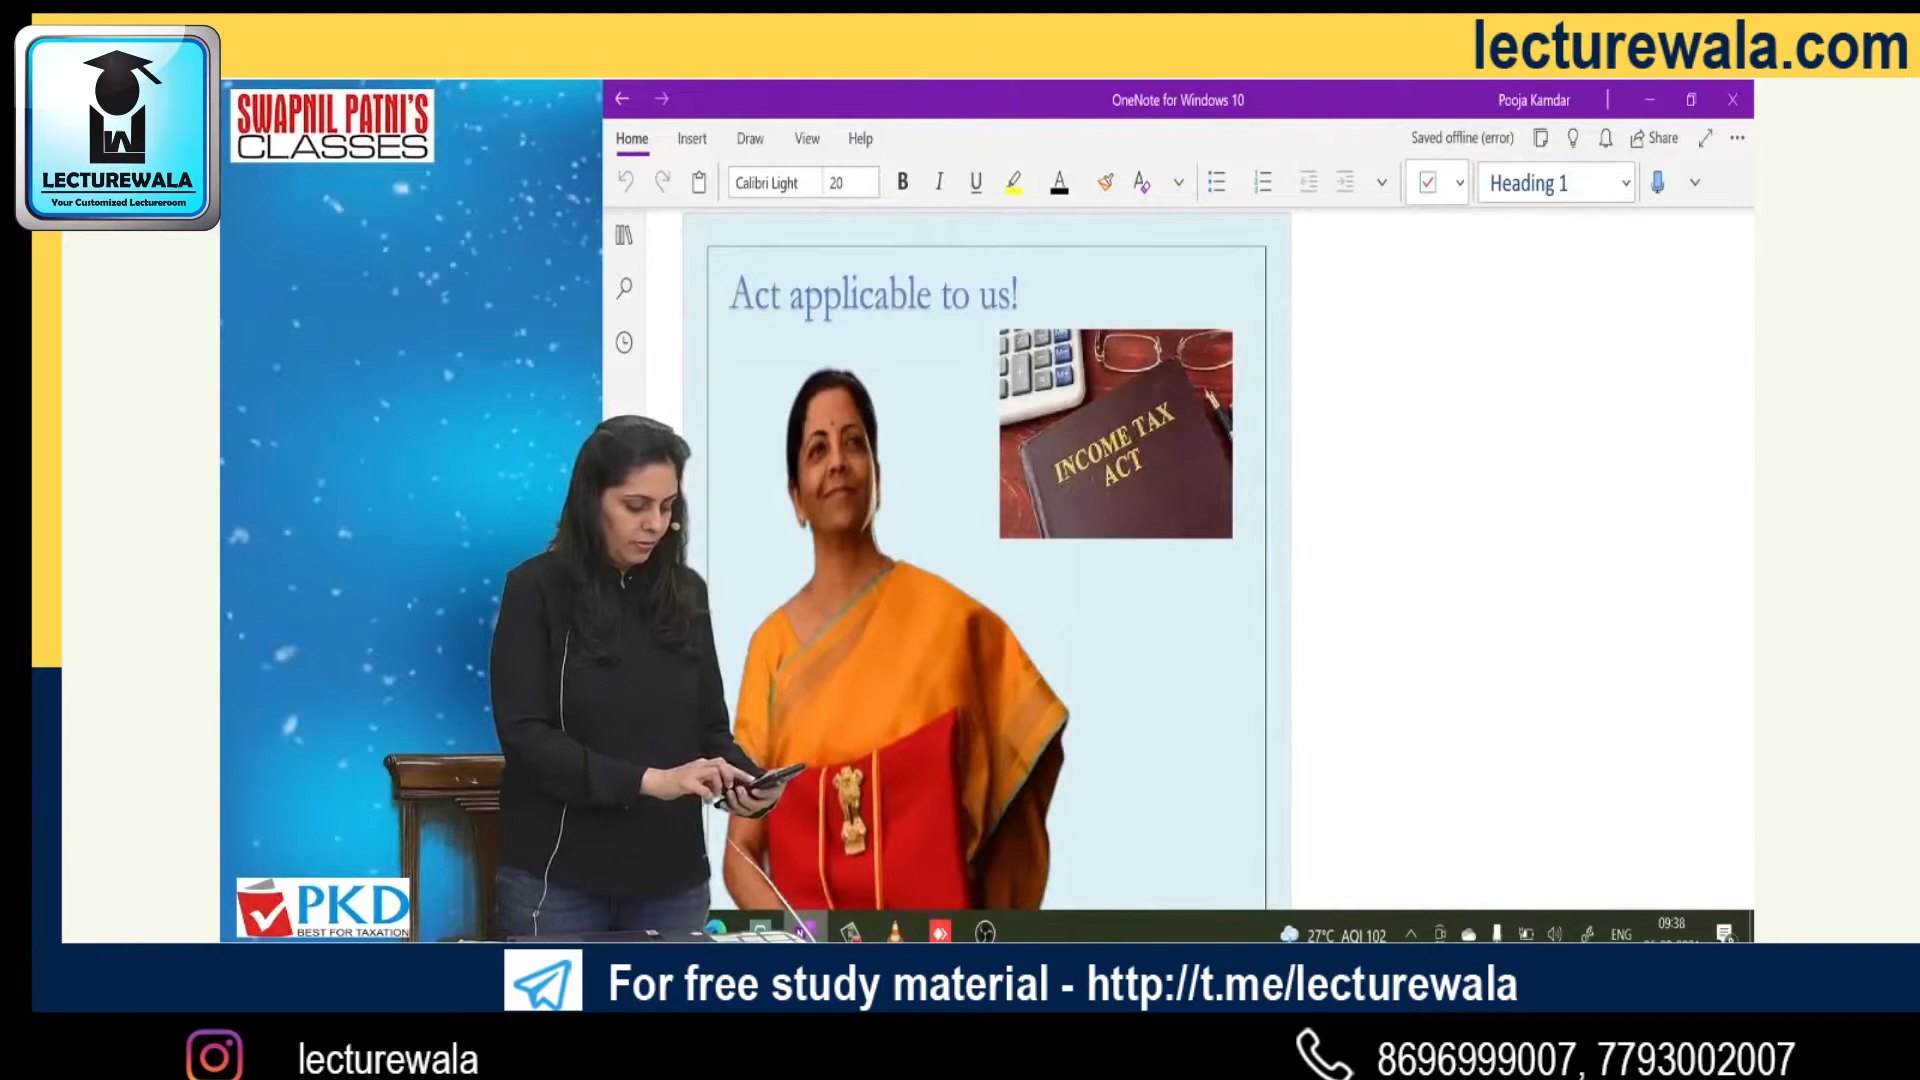 lecturewala.com
LW
LECTUREWALA
Your Customized Lectureroom
SWAPNIL PATNI'S
CLASSES
OneNote for Windows 10
Pooja Kamdar
Home Insert Draw View Help
Saved offline (error)
Share
Calibri Light 20
B I U A A
Heading 1
Act applicable to us!
INCOME TAX
ACT
PKD
BEST FOR TAXATION
27°C AQI 102
ENG
09:38
For free study material - http://t.me/lecturewala
lecturewala
8696999007, 7793002007